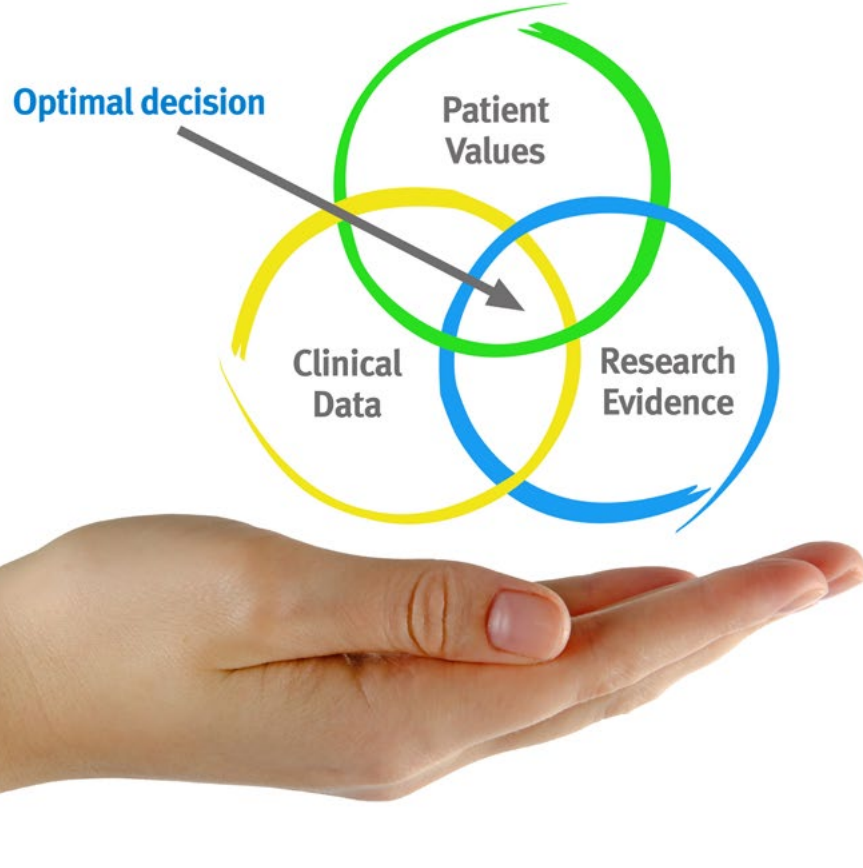 Optimal decision
Patient
Values
Clinical
Data
Research
Evidence